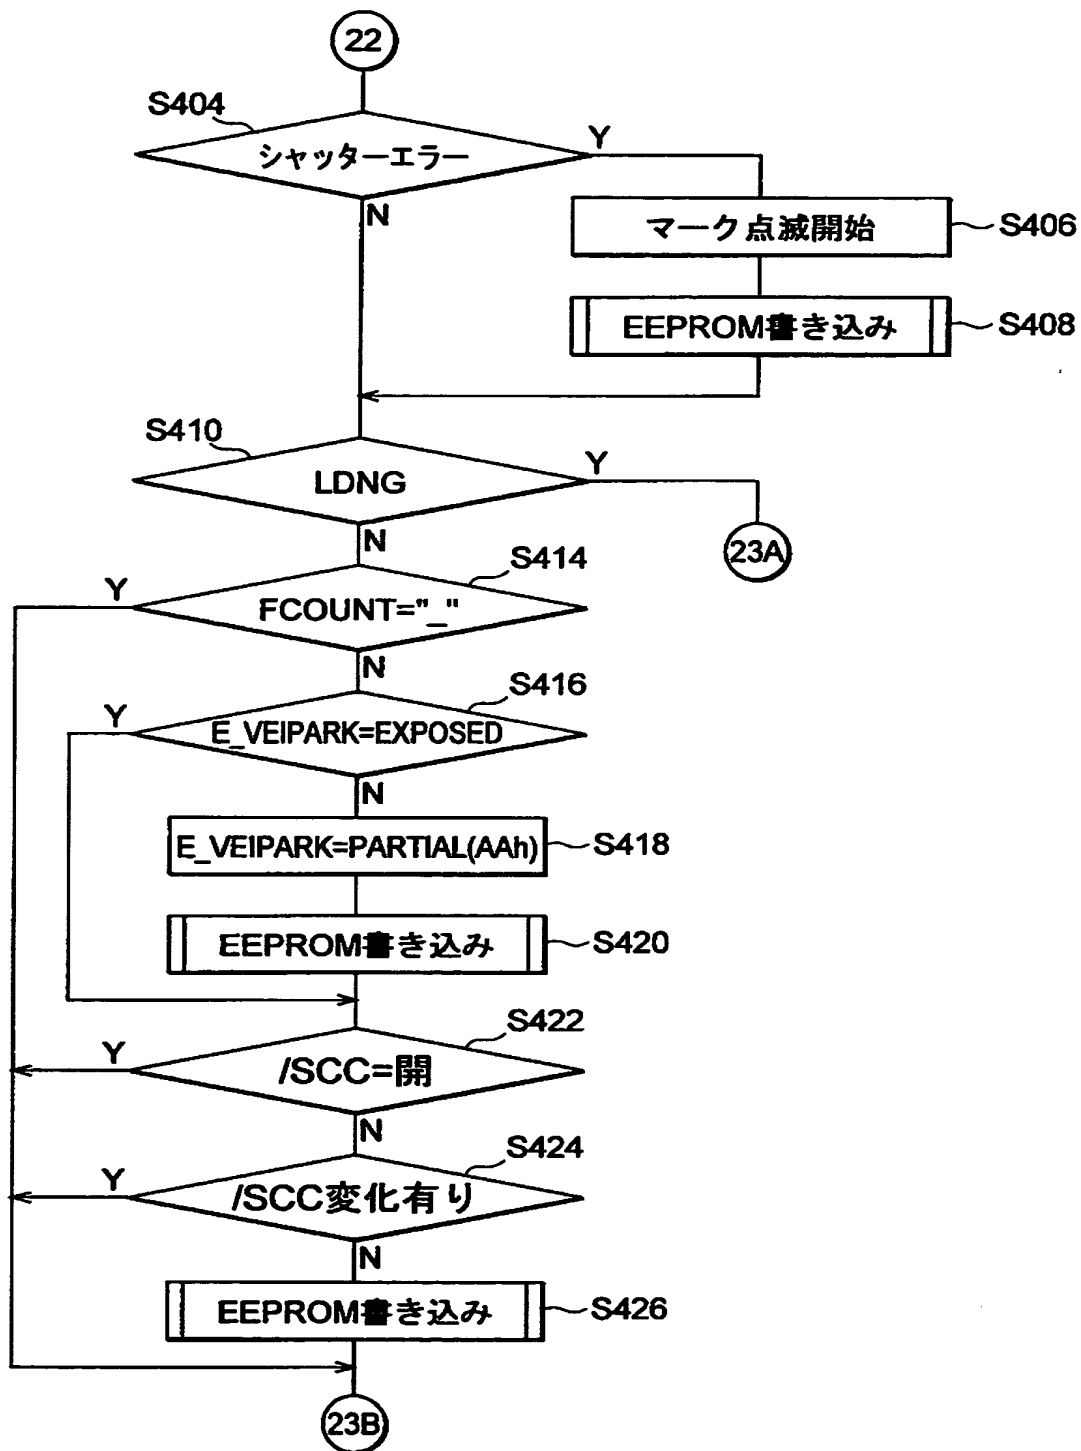 22
S404
シャッターエラー
Y
N
マーク点滅開始
S406
EEPROM書き込み
S408
S410
LDNG
Y
N
23A
S414
Y
FCOUNT="_"
N
S416
Y
E_VEIPARK=EXPOSED
N
E_VEIPARK=PARTIAL(AAh)
S418
EEPROM書き込み
S420
S422
Y
/SCC=開
N
S424
Y
/SCC変化有り
N
EEPROM書き込み
S426
23B